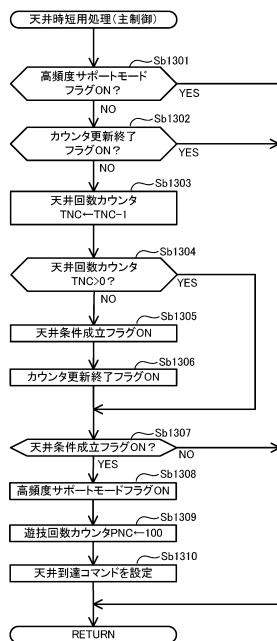 天井時短用処理(主制御)
Sb1301
高頻度サポートモード
フラグON?
YES
NO
Sb1302
カウンタ更新終了
フラグON?
YES
NO
Sb1303
天井回数カウンタ
TNC←TNC-1
Sb1304
天井回数カウンタ
TNC>0?
YES
NO
Sb1305
天井条件成立フラグON
Sb1306
カウンタ更新終了フラグON
Sb1307
天井条件成立フラグON?
NO
YES
Sb1308
高頻度サポートモードフラグON
Sb1309
遊技回数カウンタPNC←100
Sb1310
天井到達コマンドを設定
RETURN